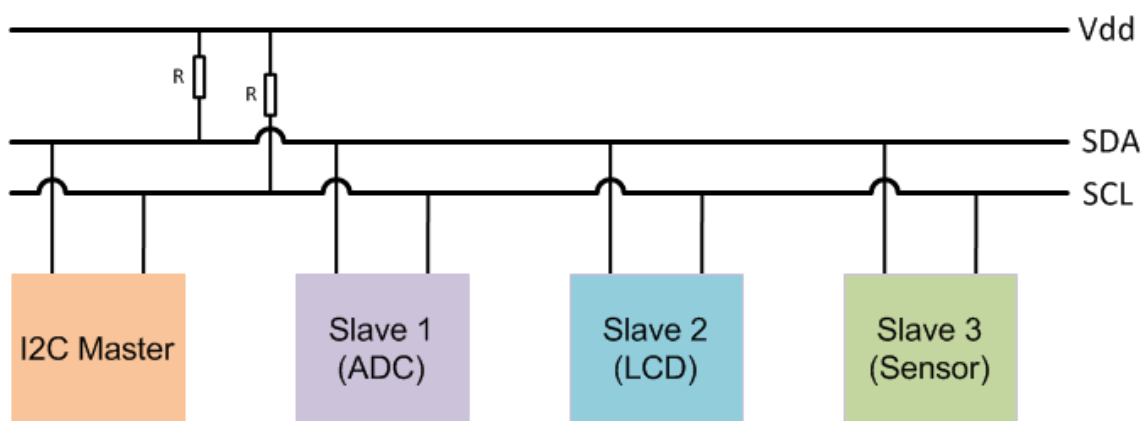 Vdd
R
R
SDA
SCL
I2C Master
Slave 1
(ADC)
Slave 2
(LCD)
Slave 3
(Sensor)